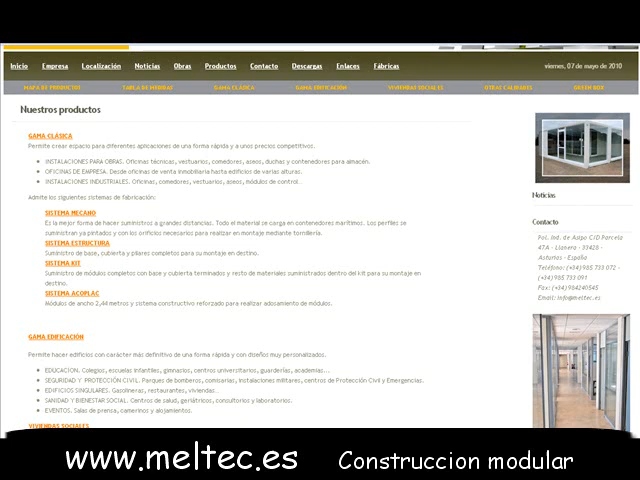 Inicio Empresa Localización Noticias Obras Productos Contacto Descargas Enlaces Fábricas viernes, 07 de mayo de 2010
MAPA DE PRODUCTOS TABLA DE MEDIDAS GAMA CLÁSICA GAMA EDIFICACIÓN VIVIENDAS SOCIALES OTRAS CALIDADES GREEN KIDS
Nuestros productos
GAMA CLÁSICA
Permite crear espacio para diferentes aplicaciones de una forma rápida y a unos precios competitivos.
INSTALACIONES PARA OBRAS. Oficinas técnicas, vestuarios, comedores, aseos, duchas y contenedores para almacén.
OFICINAS DE EMPRESA. Desde oficinas de venta inmobiliaria hasta edificios de varias alturas.
INSTALACIONES INDUSTRIALES. Oficinas, comedores, vestuarios, aseos, módulos de control...
Admite los siguientes sistemas de fabricación:
SISTEMA MECANO
Es la mejor forma de hacer suministros a grandes distancias. Todo el material se carga en contenedores marítimos. Los perfiles se
suministran ya pintados y con los orificios necesarios para realizar en montaje mediante tornillería.
SISTEMA ESTRUCTURA
Suministro de base, cubierta y pilares completos para su montaje en destino.
SISTEMA KIT
Suministro de módulos completos con base y cubierta terminados y resto de materiales suministrados dentro del kit para su montaje en
destino.
SISTEMA ACOPLAC
Módulos de ancho 2,44 metros y sistema constructivo reforzado para realizar adosamiento de módulos.
GAMA EDIFICACIÓN
Permite hacer edificios con carácter más definitivo de una forma rápida y con diseños muy personalizados.
EDUCACION. Colegios, escuelas infantiles, gimnasios, centros universitarios, guarderías, academias...
SEGURIDAD Y PROTECCIÓN CIVIL. Parques de bomberos, comisarías, instalaciones militares, centros de Protección Civil y Emergencias.
EDIFICIOS SINGULARES. Gasolineras, restaurantes, viviendas...
SANIDAD Y BIENESTAR SOCIAL. Centros de salud, geriátricos, consultorios y laboratorios.
EVENTOS. Salas de prensa, camerinos y alojamientos.
VIVIENDAS SOCIALES
Noticias
Contacto
Pol. Ind. de Asipo C/D Parcela
47A - Llanera - 33428 -
Asturias - España
Teléfono: (+34) 985 733 072 -
(+34) 985 733 091
Fax: (+34) 984240545
Email: info@meltec.es
www.meltec.es Construccion modular